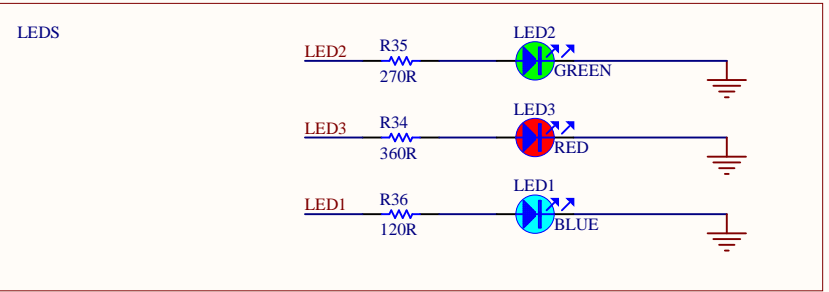 LEDS
LED2
R35
270R
LED2
GREEN
LED3
R34
360R
LED3
RED
LED1
R36
120R
LED1
BLUE